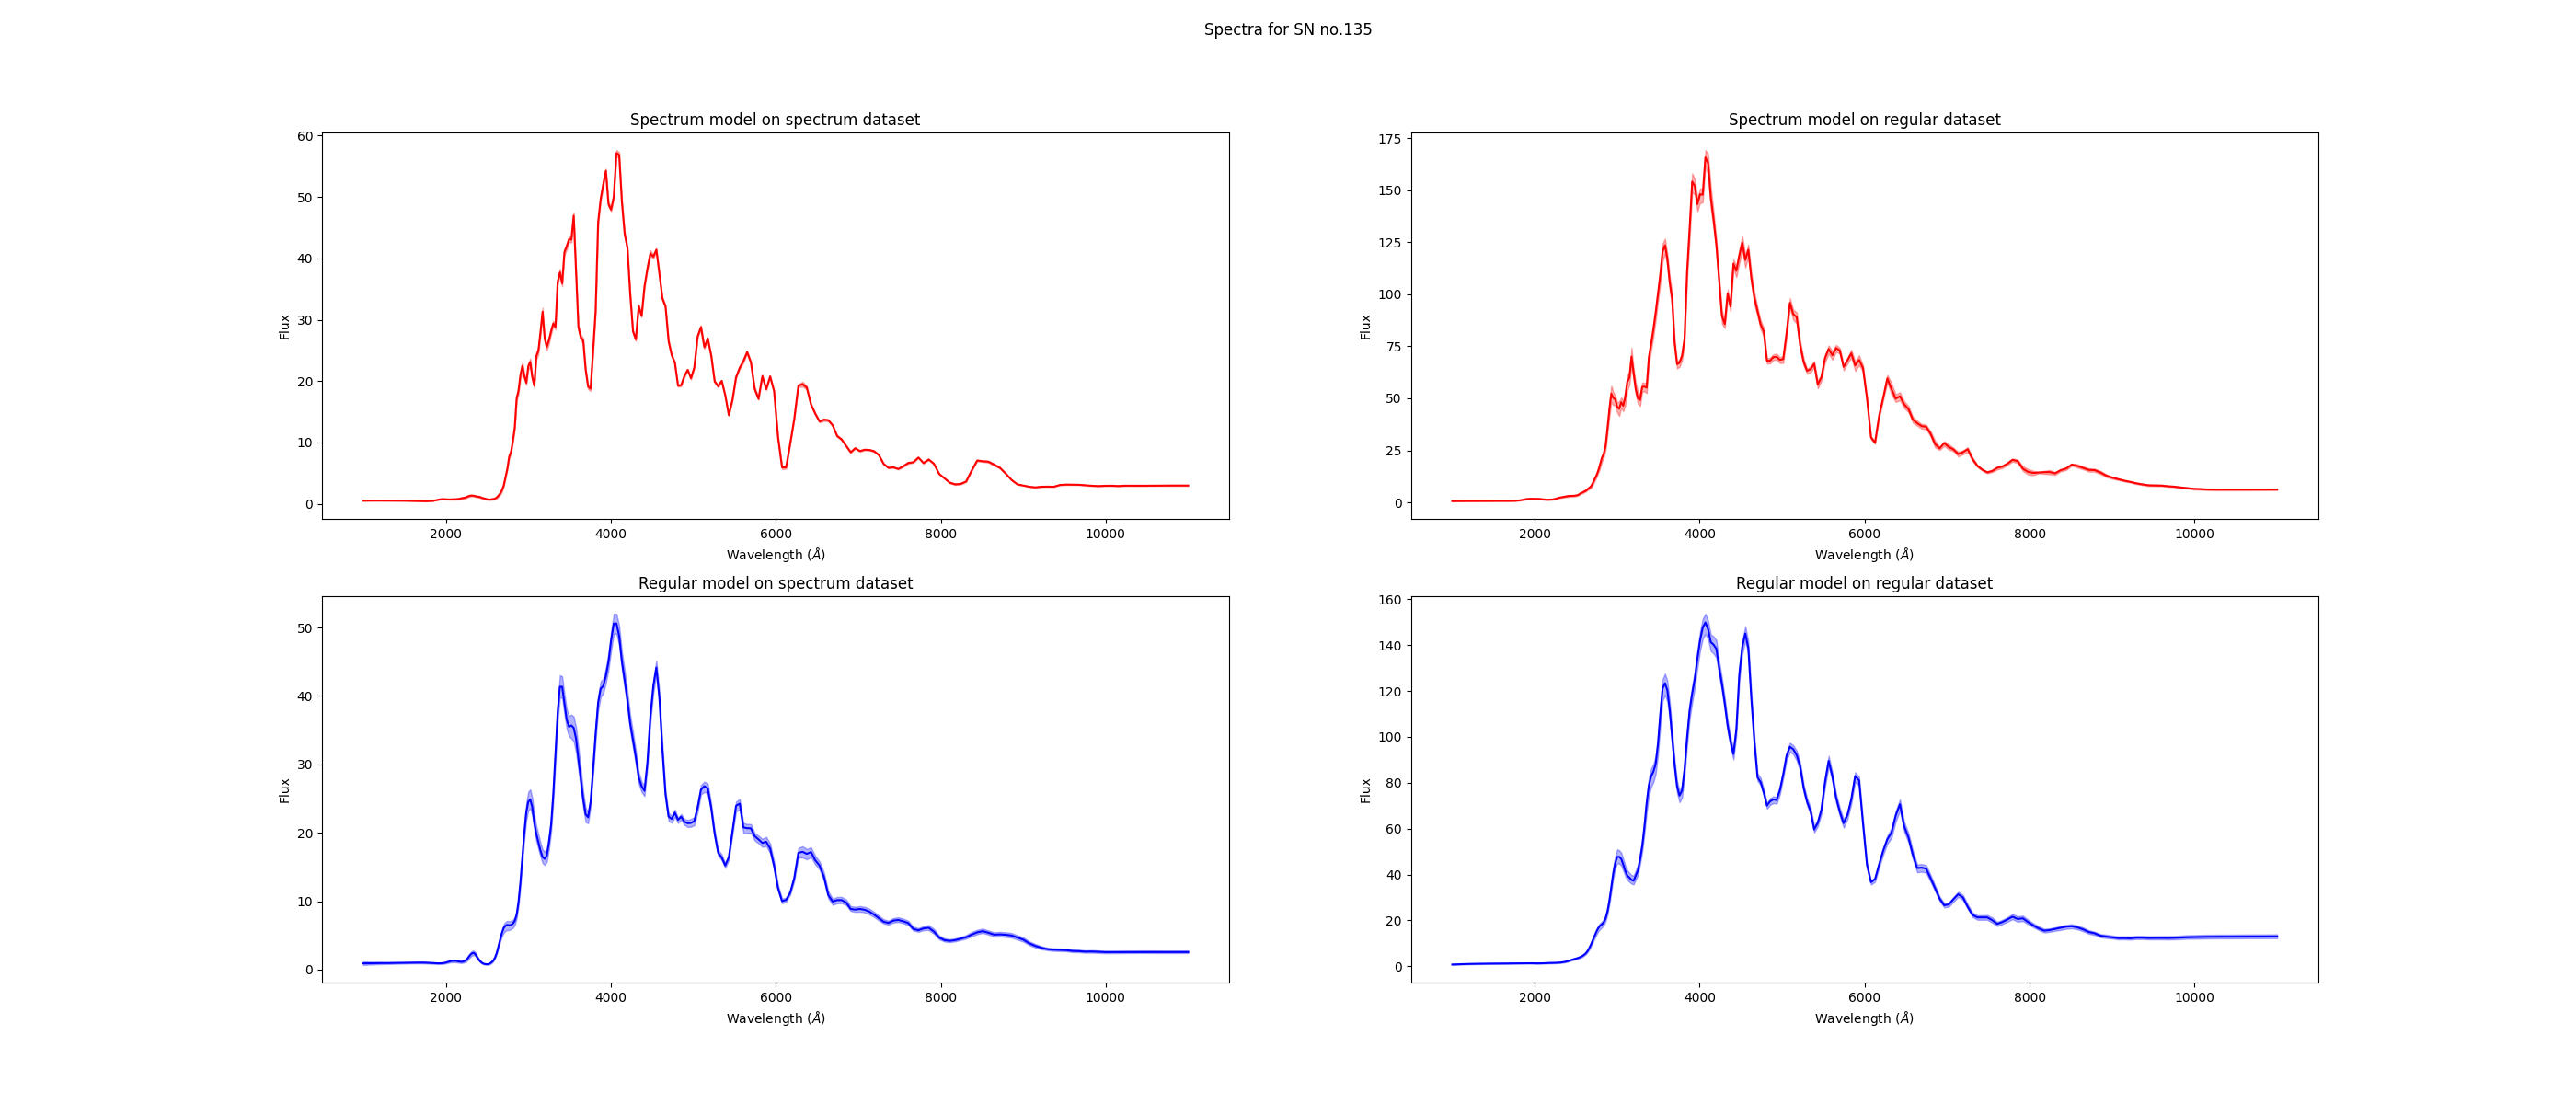 Spectra for SN no.135
Spectrum model on spectrum dataset
60
50
40
30
20
10
0
Flux
2000 4000 6000 8000 10000
Wavelength (Å)
Spectrum model on regular dataset
175
150
125
100
75
50
25
0
Flux
2000 4000 6000 8000 10000
Wavelength (Å)
Regular model on spectrum dataset
50
40
30
20
10
0
Flux
2000 4000 6000 8000 10000
Wavelength (Å)
Regular model on regular dataset
160
140
120
100
80
60
40
20
0
Flux
2000 4000 6000 8000 10000
Wavelength (Å)